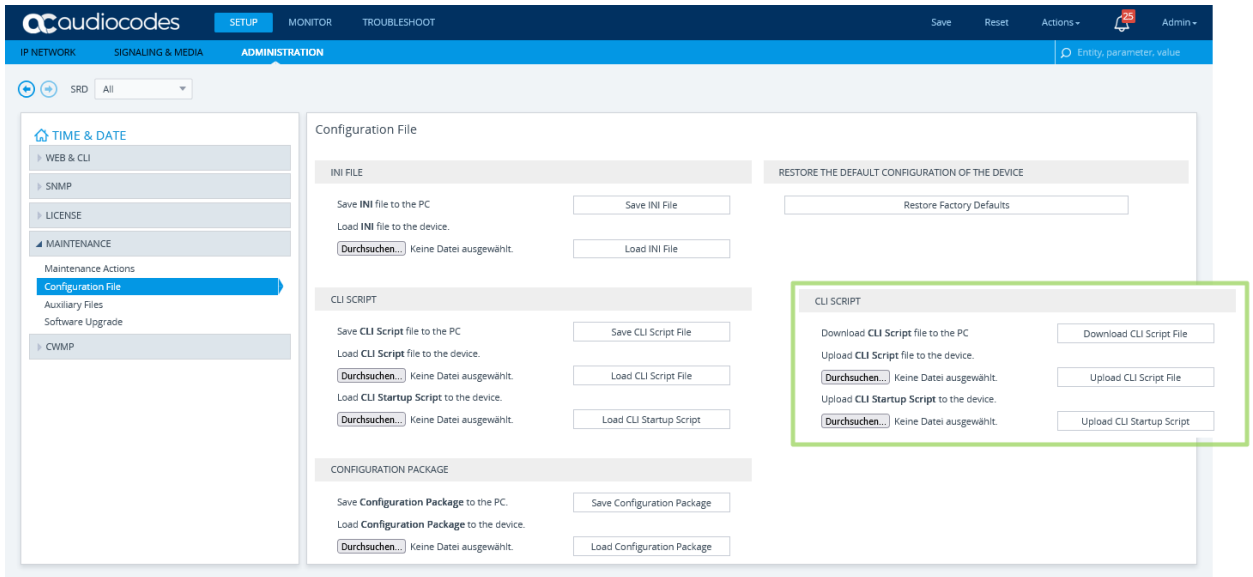 audiocodes SETUP MONITOR TROUBLESHOOT Save Reset Actions 25 Admin
IP NETWORK SIGNALING & MEDIA ADMINISTRATION Entity, parameter, value
SRD All
TIME & DATE
WEB & CLI
SNMP
LICENSE
MAINTENANCE
Maintenance Actions
Configuration File
Auxiliary Files
Software Upgrade
CWMP
Configuration File
INI FILE
Save INI file to the PC Save INI File
Load INI file to the device.
Durchsuchen... Keine Datei ausgewählt. Load INI File
RESTORE THE DEFAULT CONFIGURATION OF THE DEVICE
Restore Factory Defaults
CLI SCRIPT
Save CLI Script file to the PC Save CLI Script File
Load CLI Script file to the device.
Durchsuchen... Keine Datei ausgewählt. Load CLI Script File
Load CLI Startup Script to the device.
Durchsuchen... Keine Datei ausgewählt. Load CLI Startup Script
CLI SCRIPT
Download CLI Script file to the PC Download CLI Script File
Upload CLI Script file to the device.
Durchsuchen... Keine Datei ausgewählt. Upload CLI Script File
Upload CLI Startup Script to the device.
Durchsuchen... Keine Datei ausgewählt. Upload CLI Startup Script
CONFIGURATION PACKAGE
Save Configuration Package to the PC. Save Configuration Package
Load Configuration Package to the device.
Durchsuchen... Keine Datei ausgewählt. Load Configuration Package